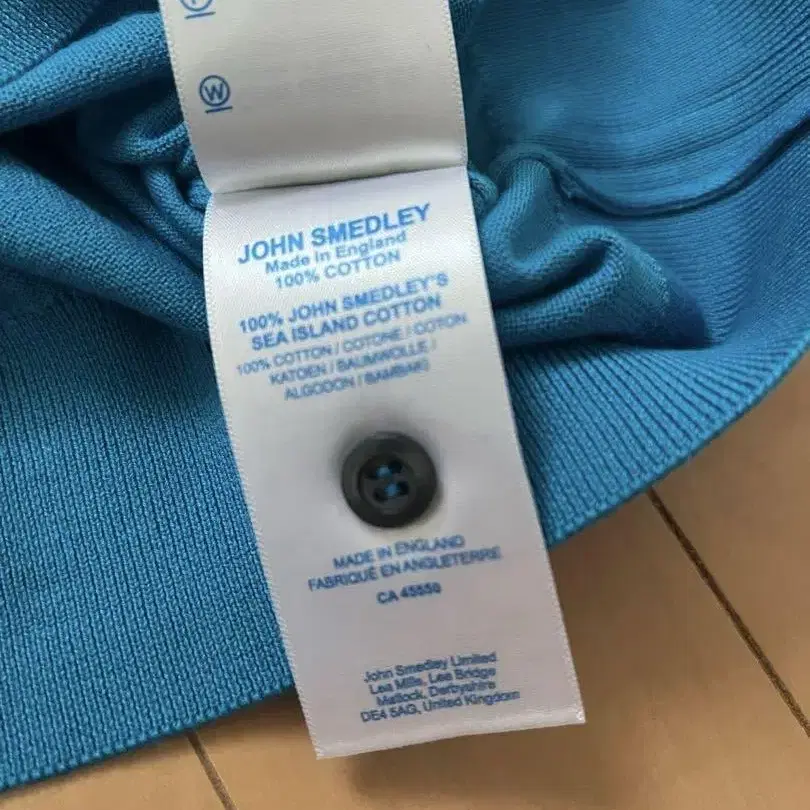 W
JOHN SMEDLEY
Made in England
100% COTTON
100% JOHN SMEDLEY'S
SEA ISLAND COTTON
100% COTTON / COTONE / COTON
KATOEN / BAUMWOLLE /
ALGODON / BAMBAKI
MADE IN ENGLAND
FABRIQUÉ EN ANGLETERRE
CA 45550
John Smedley Limited
Lea Mills, Lea Bridge
Matlock, Derbyshire
DE4 5AG, United Kingdom